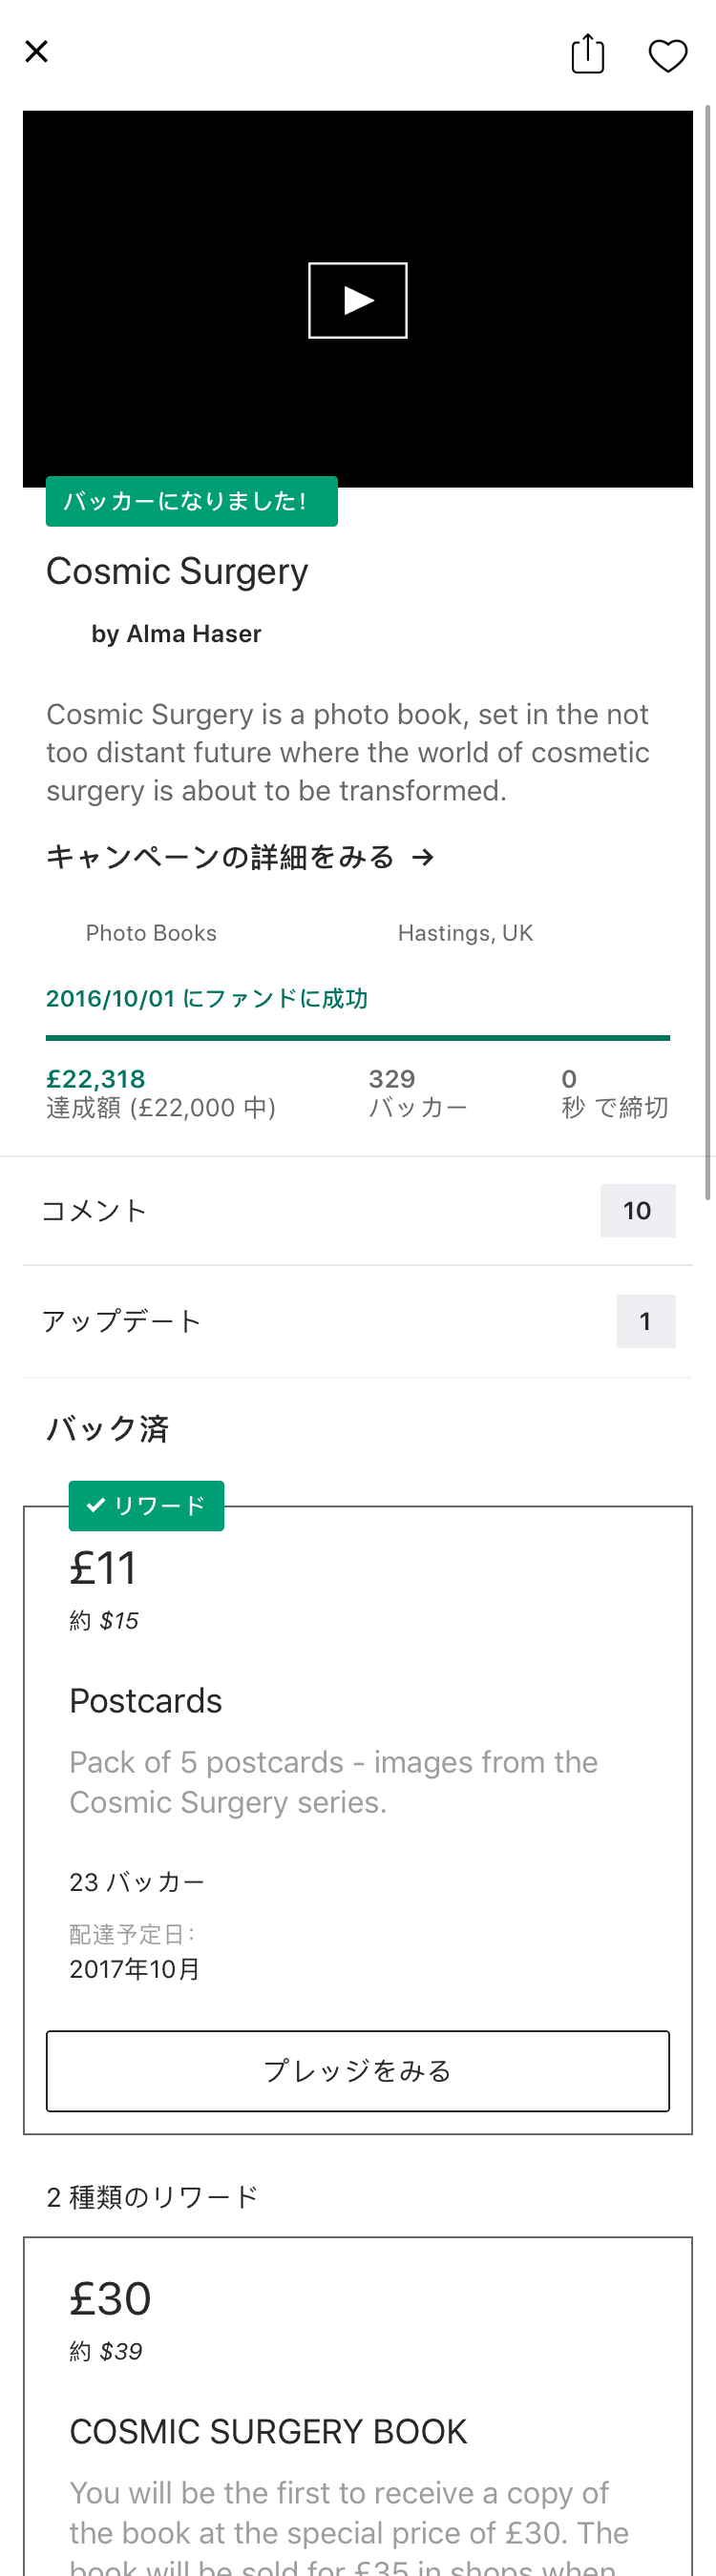 バッカーになりました!
Cosmic Surgery
by Alma Haser
Cosmic Surgery is a photo book, set in the not
too distant future where the world of cosmetic
surgery is about to be transformed.
キャンペーンの詳細をみる →
Photo Books
Hastings, UK
2016/10/01 にファンドに成功
£22,318
329
0
達成額 (£22,000 中)
バッカー
秒 で締切
コメント
10
アップデート
1
バック済
✓ リワード
£11
約 $15
Postcards
Pack of 5 postcards - images from the
Cosmic Surgery series.
23 バッカー
配達予定日:
2017年10月
プレッジをみる
2 種類のリワード
£30
約 $39
COSMIC SURGERY BOOK
You will be the first to receive a copy of
the book at the special price of £30. The
book will be sold for £35 in shops when